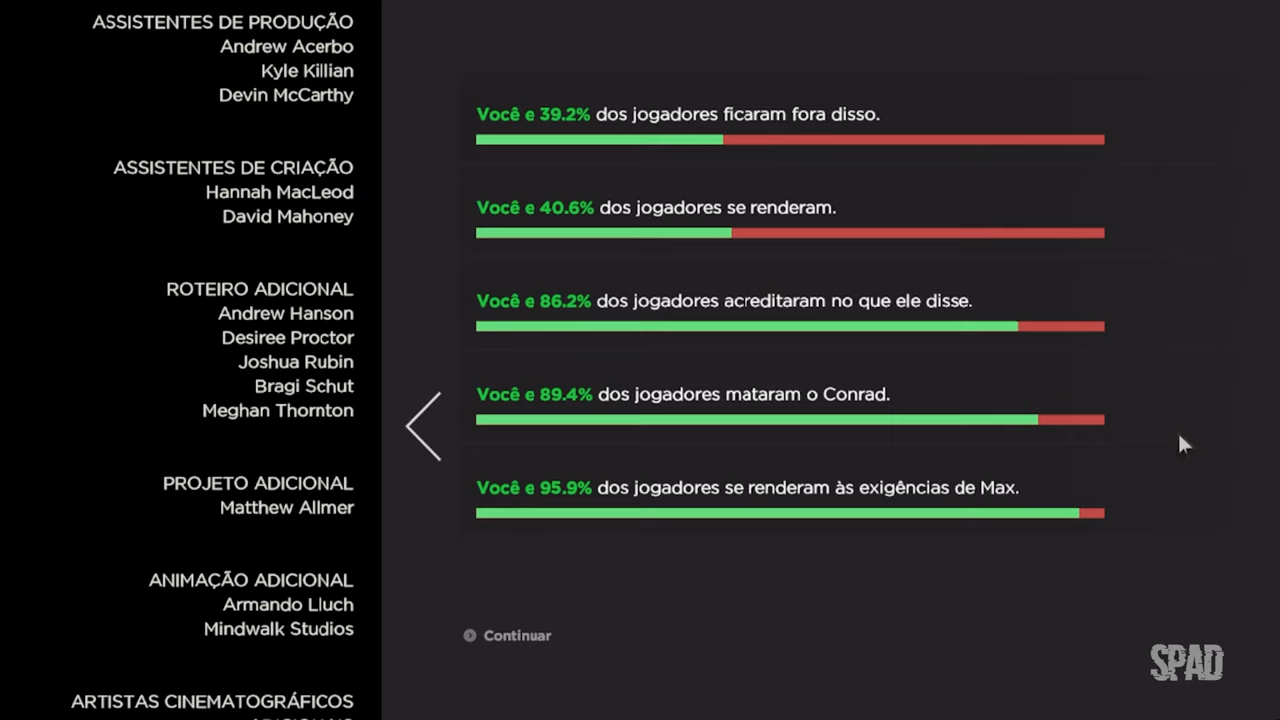 ASSISTENTES DE PRODUÇÃO
Andrew Acerbo
Kyle Killian
Devin McCarthy
ASSISTENTES DE CRIAÇÃO
Hannah MacLeod
David Mahoney
ROTEIRO ADICIONAL
Andrew Hanson
Desiree Proctor
Joshua Rubin
Bragi Schut
Meghan Thornton
PROJETO ADICIONAL
Matthew Allmer
ANIMAÇÃO ADICIONAL
Armando Lluch
Mindwalk Studios
ARTISTAS CINEMATOGRÁFICOS
ADICIONAIS
Você e 39.2% dos jogadores ficaram fora disso.
Você e 40.6% dos jogadores se renderam.
Você e 86.2% dos jogadores acreditaram no que ele disse.
Você e 89.4% dos jogadores mataram o Conrad.
Você e 95.9% dos jogadores se renderam às exigências de Max.
Continuar
SPAD